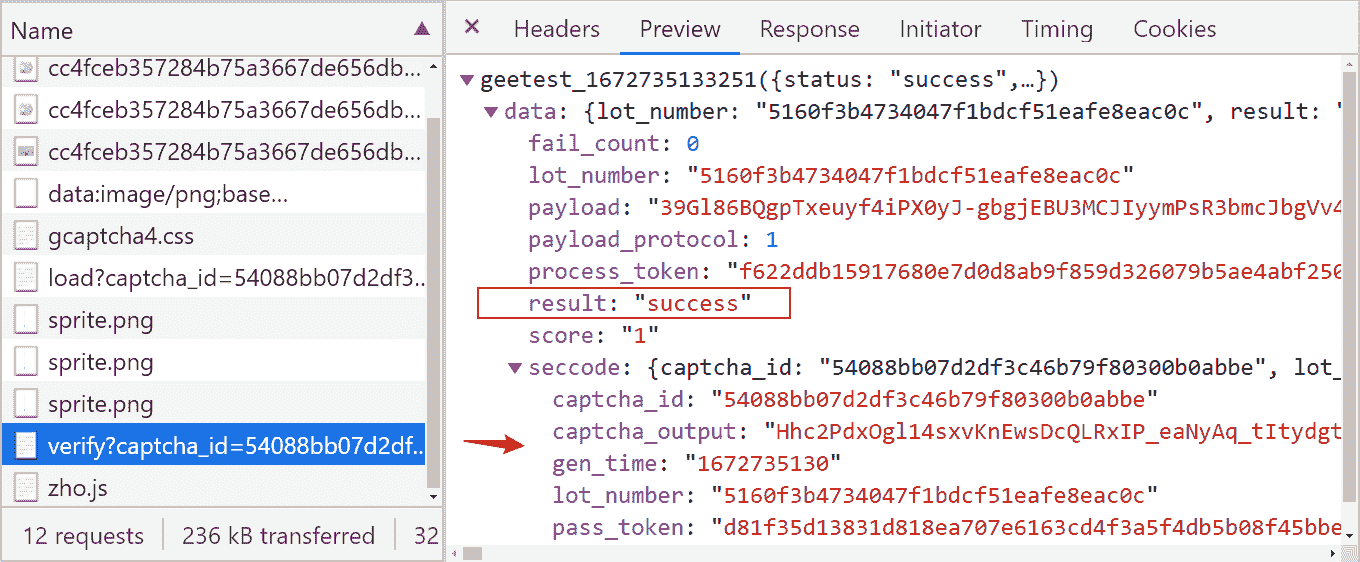 Name
cc4fceb357284b75a3667de656db...
cc4fceb357284b75a3667de656db...
cc4fceb357284b75a3667de656db...
data:image/png;base...
gcaptcha4.css
load?captcha_id=54088bb07d2df3...
sprite.png
sprite.png
sprite.png
verify?captcha_id=54088bb07d2df...
zho.js
12 requests 236 kB transferred 32
Headers Preview Response Initiator Timing Cookies
geetest_1672735133251({status: "success",…})
data: {lot_number: "5160f3b4734047f1bdcf51eafe8eac0c", result: "
fail_count: 0
lot_number: "5160f3b4734047f1bdcf51eafe8eac0c"
payload: "39Gl86BQgpTxeuyf4iPX0yJ-gbgjEBU3MCJIyymPsR3bmcJbgVv4
payload_protocol: 1
process_token: "f622ddb15917680e7d0d8ab9f859d326079b5ae4abf250
result: "success"
score: "1"
seccode: {captcha_id: "54088bb07d2df3c46b79f80300b0abbe", lot_
captcha_id: "54088bb07d2df3c46b79f80300b0abbe"
captcha_output: "Hhc2PdxOgl14sxvKnEwsDcQLRxIP_eaNyAq_tItydgt
gen_time: "1672735130"
lot_number: "5160f3b4734047f1bdcf51eafe8eac0c"
pass_token: "d81f35d13831d818ea707e6163cd4f3a5f4db5b08f45bbe